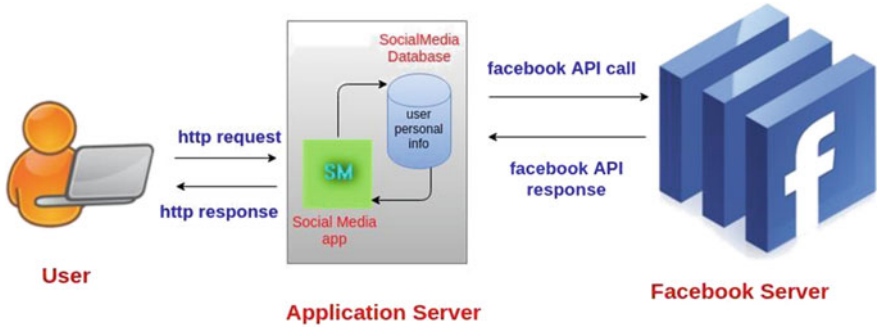 SocialMedia
Database
facebook API call
user
personal
info
http request
SM
facebook API
response
http response
Social Media
app
f
User
Application Server
Facebook Server